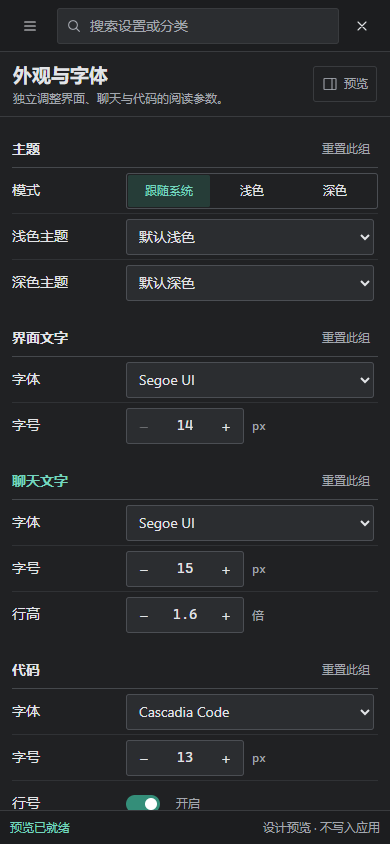 搜索设置或分类
外观与字体
独立调整界面、聊天与代码的阅读参数。
预览
主题
重置此组
模式
跟随系统
浅色
深色
浅色主题
默认浅色
深色主题
默认深色
界面文字
重置此组
字体
Segoe UI
字号
− 14 + px
聊天文字
重置此组
字体
Segoe UI
字号
− 15 + px
行高
− 1.6 + 倍
代码
重置此组
字体
Cascadia Code
字号
− 13 + px
行号
开启
预览已就绪
设计预览 · 不写入应用